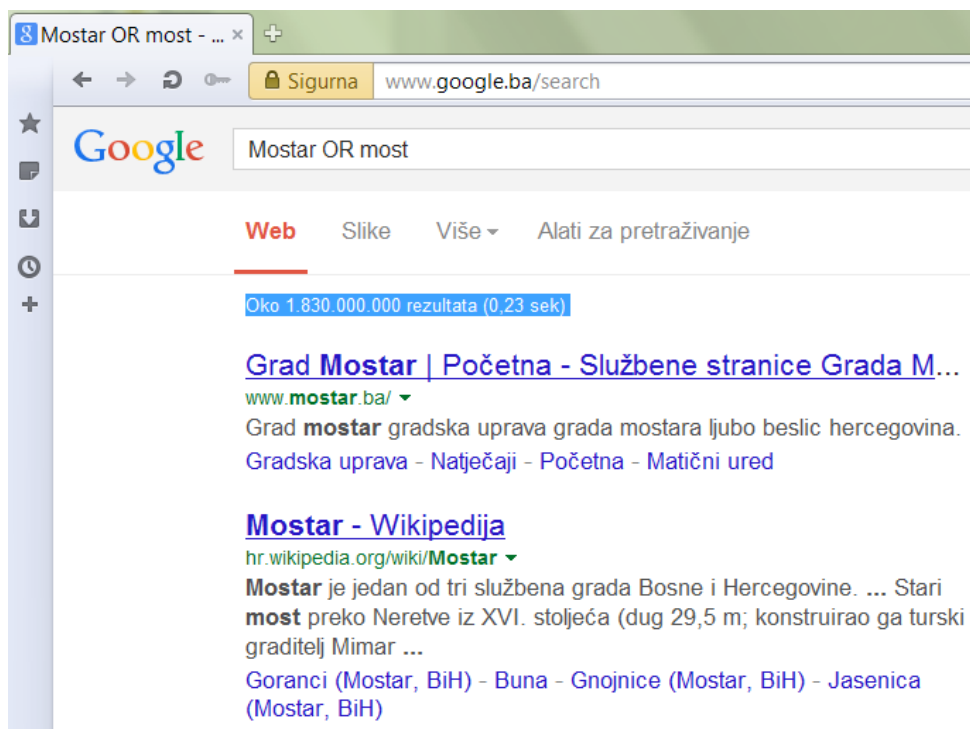 Mostar OR most - ...
Sigurna www.google.ba/search
Google Mostar OR most
Web Slike Više Alati za pretraživanje
Oko 1.830.000.000 rezultata (0,23 sek)
Grad Mostar | Početna - Službene stranice Grada M...
www.mostar.ba/
Grad mostar gradska uprava grada mostara ljubo beslic hercegovina.
Gradska uprava - Natječaji - Početna - Matični ured
Mostar - Wikipedija
hr.wikipedia.org/wiki/Mostar
Mostar je jedan od tri službena grada Bosne i Hercegovine. ... Stari
most preko Neretve iz XVI. stoljeća (dug 29,5 m; konstruirao ga turski
graditelj Mimar ...
Goranci (Mostar, BiH) - Buna - Gnojnice (Mostar, BiH) - Jasenica
(Mostar, BiH)